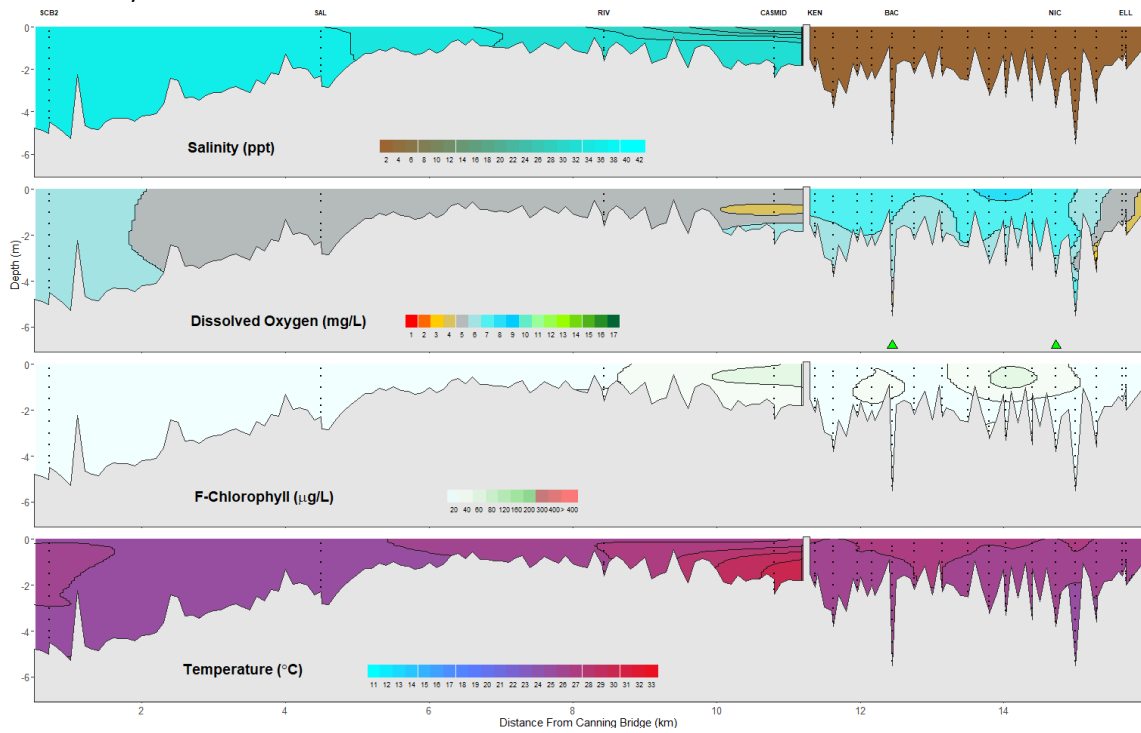 SCB2 SAL RIV CASMID KEN BAC NIC ELL
0
-2
-4
-6
Salinity (ppt)
2 4 6 8 10 12 14 16 18 20 22 24 26 28 30 32 34 36 38 40 42
0
-2
-4
-6
Depth (m)
Dissolved Oxygen (mg/L)
1 2 3 4 5 6 7 8 9 10 11 12 13 14 15 16 17
0
-2
-4
-6
F-Chlorophyll (μg/L)
20 40 60 80 120 160 200 300 400 > 400
0
-2
-4
-6
Temperature (°C)
11 12 13 14 15 16 17 18 19 20 21 22 23 24 25 26 27 28 29 30 31 32 33
2 4 6 8 10 12 14
Distance From Canning Bridge (km)